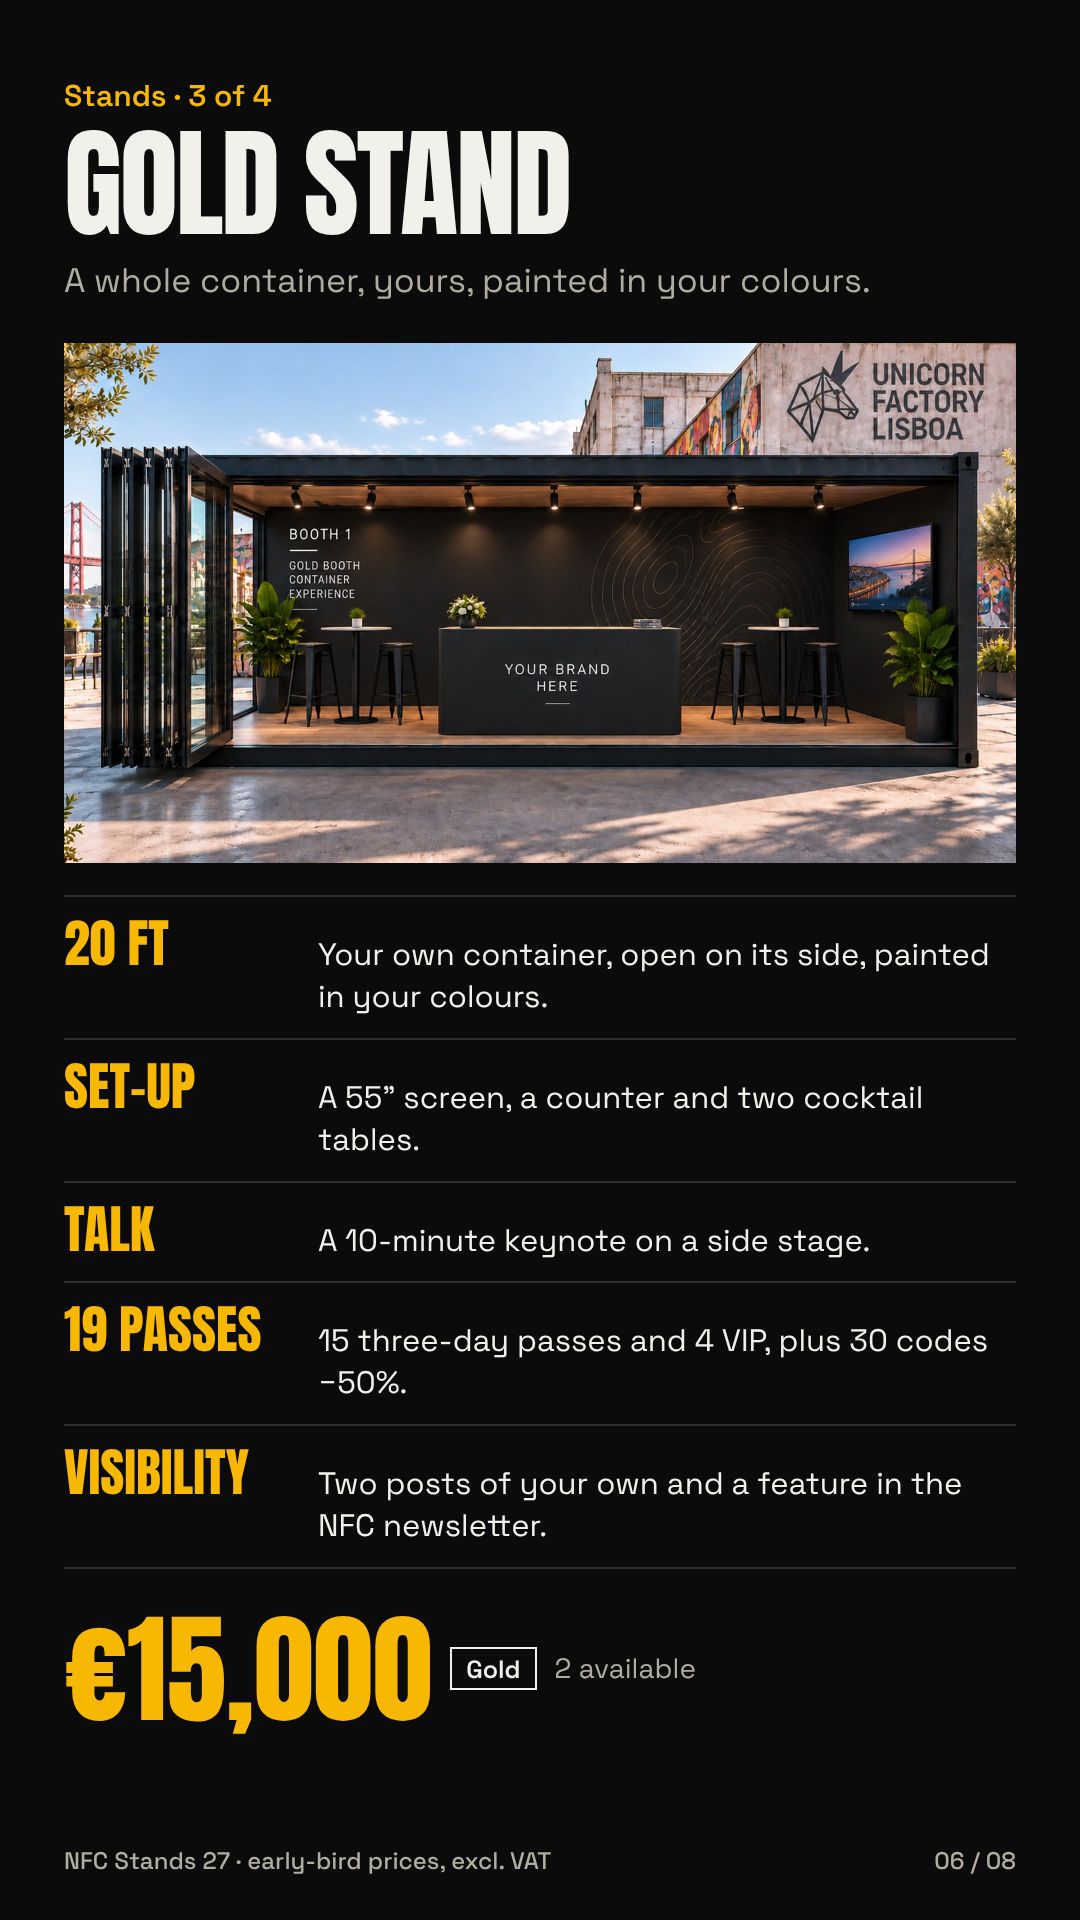 Stands · 3 of 4
GOLD STAND
A whole container, yours, painted in your colours.
UNICORN
FACTORY
LISBOA
BOOTH 1
GOLD BOOTH
CONTAINER
EXPERIENCE
YOUR BRAND
HERE
20 FT
Your own container, open on its side, painted
in your colours.
SET-UP
A 55” screen, a counter and two cocktail
tables.
TALK
A 10-minute keynote on a side stage.
19 PASSES
15 three-day passes and 4 VIP, plus 30 codes
−50%.
VISIBILITY
Two posts of your own and a feature in the
NFC newsletter.
€15,000
Gold
2 available
NFC Stands 27 · early-bird prices, excl. VAT
06 / 08